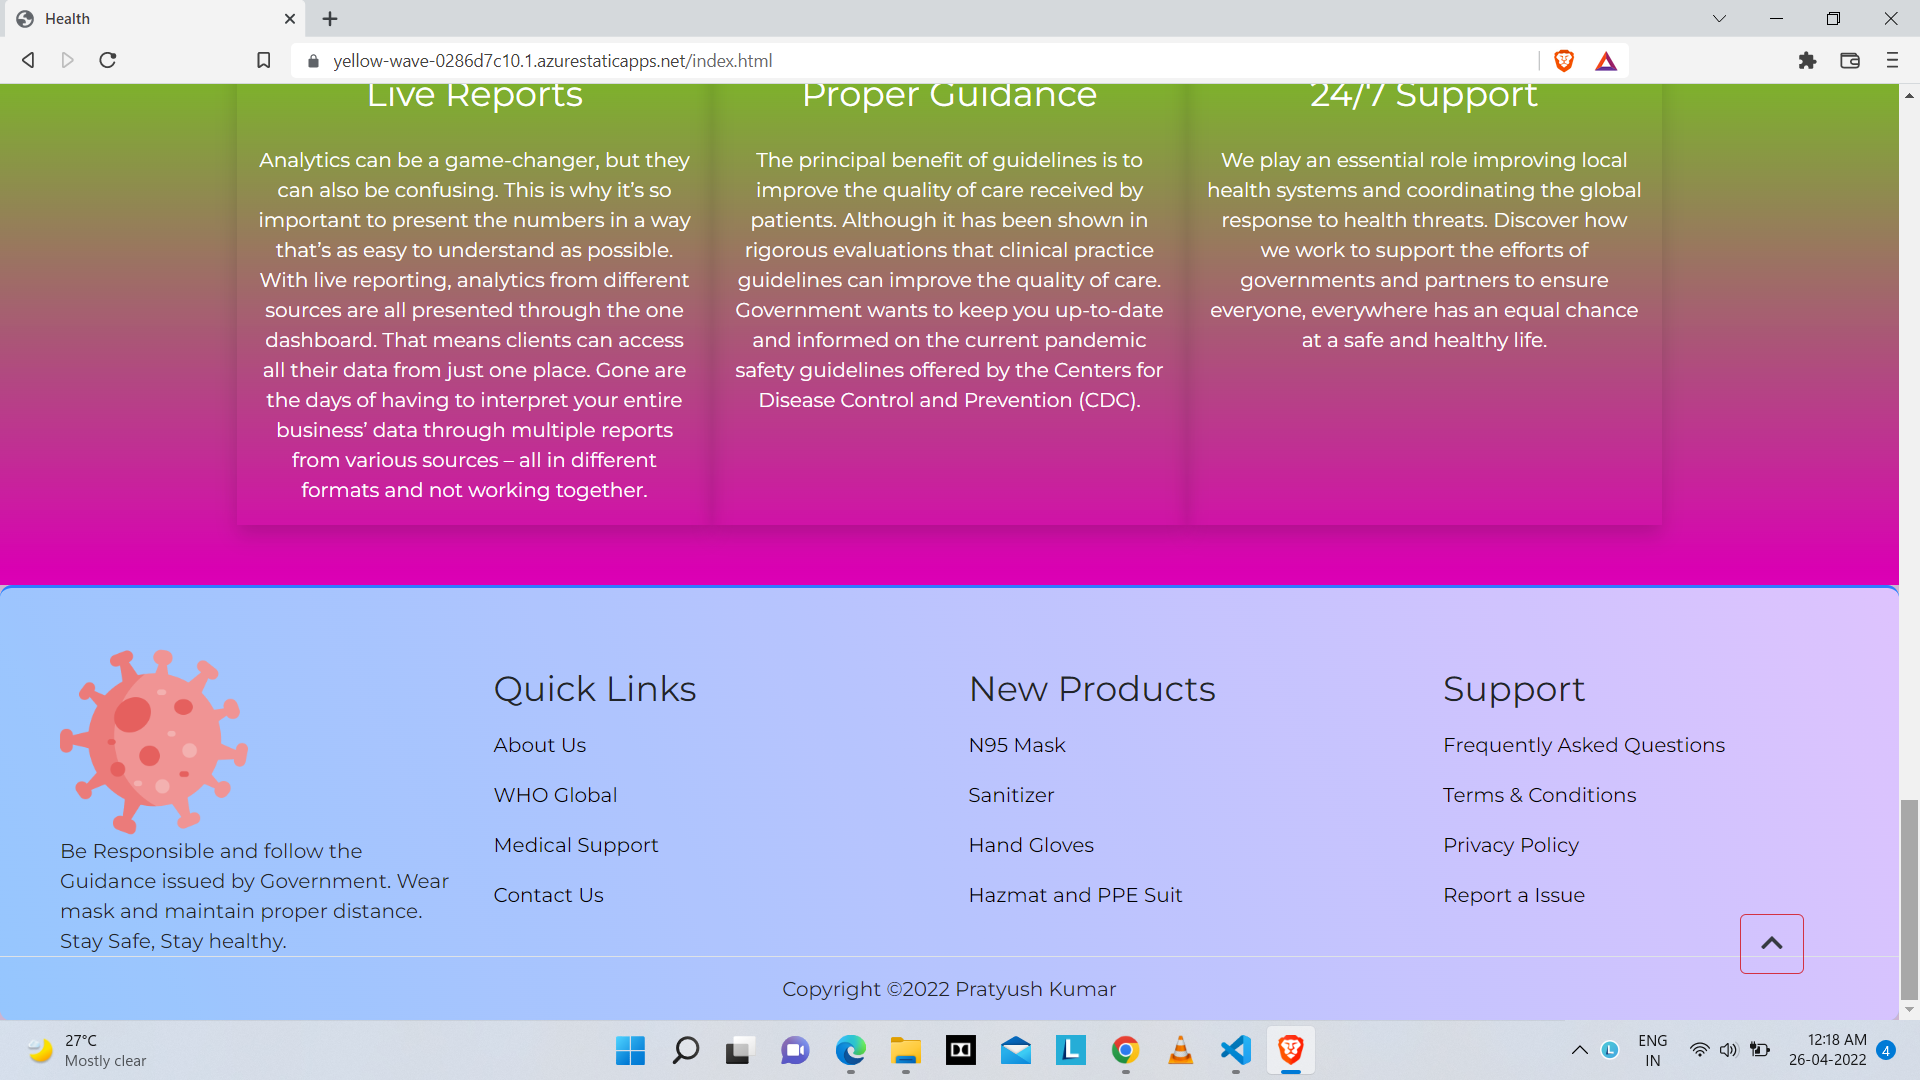 Health
yellow-wave-0286d7c10.1.azurestaticapps.net/index.html
Live Reports
Analytics can be a game-changer, but they
can also be confusing. This is why it’s so
important to present the numbers in a way
that’s as easy to understand as possible.
With live reporting, analytics from different
sources are all presented through the one
dashboard. That means clients can access
all their data from just one place. Gone are
the days of having to interpret your entire
business’ data through multiple reports
from various sources – all in different
formats and not working together.
Proper Guidance
The principal benefit of guidelines is to
improve the quality of care received by
patients. Although it has been shown in
rigorous evaluations that clinical practice
guidelines can improve the quality of care.
Government wants to keep you up-to-date
and informed on the current pandemic
safety guidelines offered by the Centers for
Disease Control and Prevention (CDC).
24/7 Support
We play an essential role improving local
health systems and coordinating the global
response to health threats. Discover how
we work to support the efforts of
governments and partners to ensure
everyone, everywhere has an equal chance
at a safe and healthy life.
Be Responsible and follow the
Guidance issued by Government. Wear
mask and maintain proper distance.
Stay Safe, Stay healthy.
Quick Links
About Us
WHO Global
Medical Support
Contact Us
New Products
N95 Mask
Sanitizer
Hand Gloves
Hazmat and PPE Suit
Support
Frequently Asked Questions
Terms & Conditions
Privacy Policy
Report a Issue
Copyright ©2022 Pratyush Kumar
27°C
Mostly clear
L
L
ENG
IN
12:18 AM
26-04-2022
4